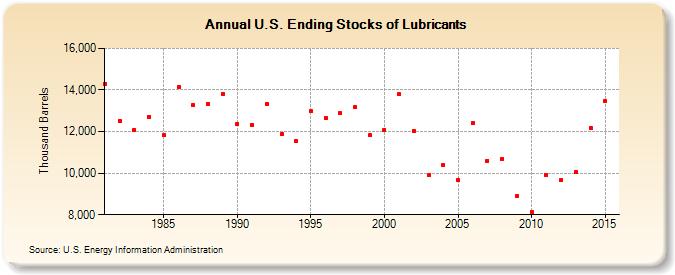 Annual U.S. Ending Stocks of Lubricants
Thousand Barrels
16,000
14,000
12,000
10,000
8,000
1985 1990 1995 2000 2005 2010 2015
Source: U.S. Energy Information Administration